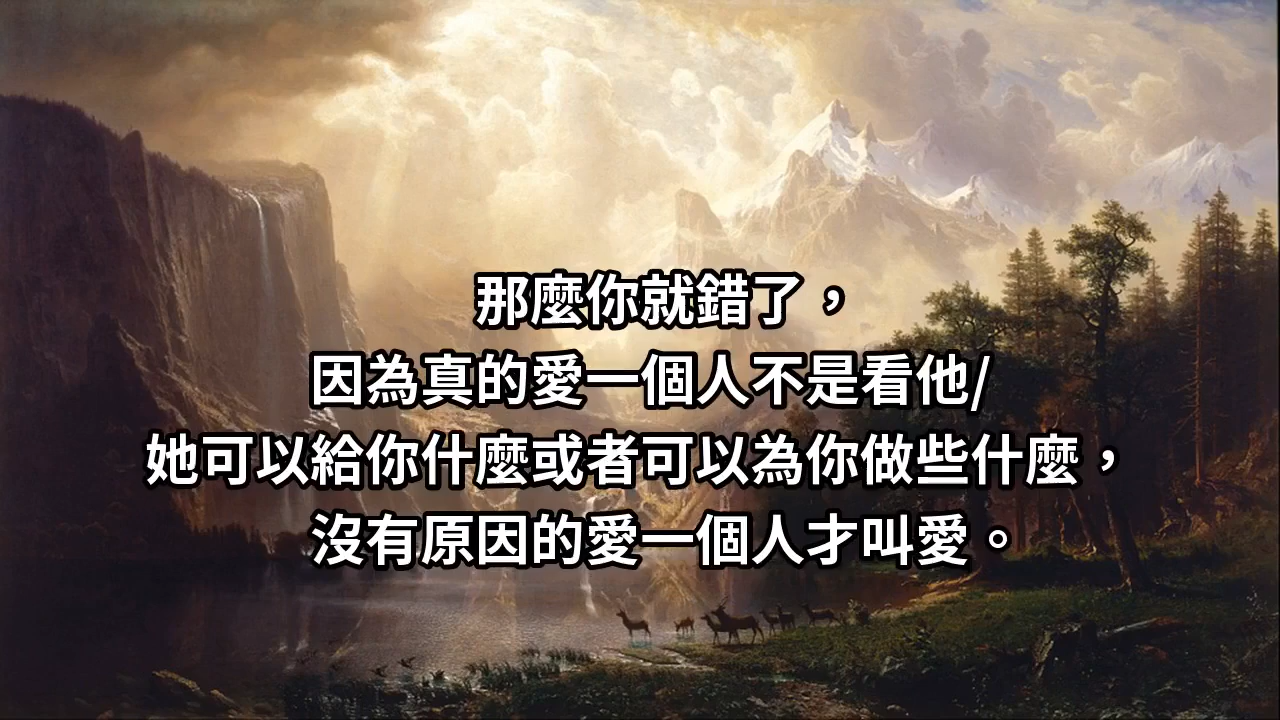 那麼你就錯了，
因為真的愛一個人不是看他/
她可以給你什麼或者可以為你做些什麼，
沒有原因的愛一個人才叫愛。